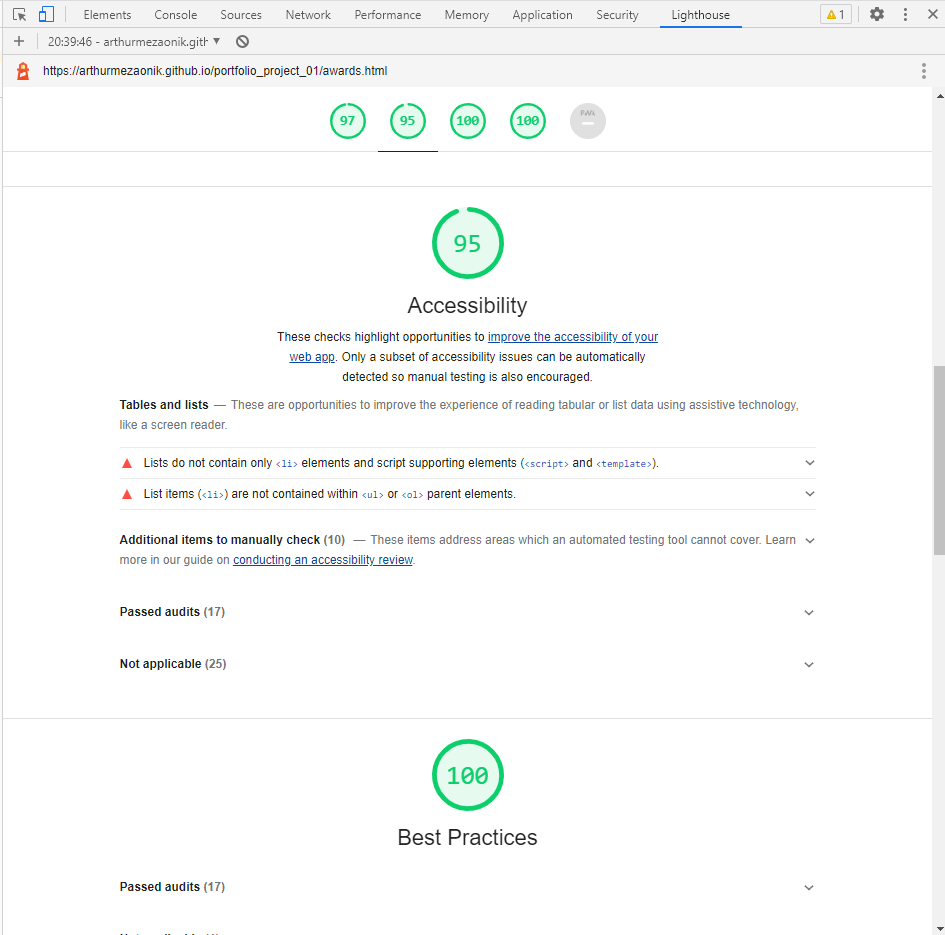 Elements Console Sources Network Performance Memory Application Security Lighthouse 1
20:39:46 - arthurmezaonik.gith
https://arthurmezaonik.github.io/portfolio_project_01/awards.html
97 95 100 100 PWA
95
Accessibility
These checks highlight opportunities to improve the accessibility of your
web app. Only a subset of accessibility issues can be automatically
detected so manual testing is also encouraged.
Tables and lists — These are opportunities to improve the experience of reading tabular or list data using assistive technology,
like a screen reader.
Lists do not contain only <li> elements and script supporting elements (<script> and <template>).
List items (<li>) are not contained within <ul> or <ol> parent elements.
Additional items to manually check (10) — These items address areas which an automated testing tool cannot cover. Learn
more in our guide on conducting an accessibility review.
Passed audits (17)
Not applicable (25)
100
Best Practices
Passed audits (17)